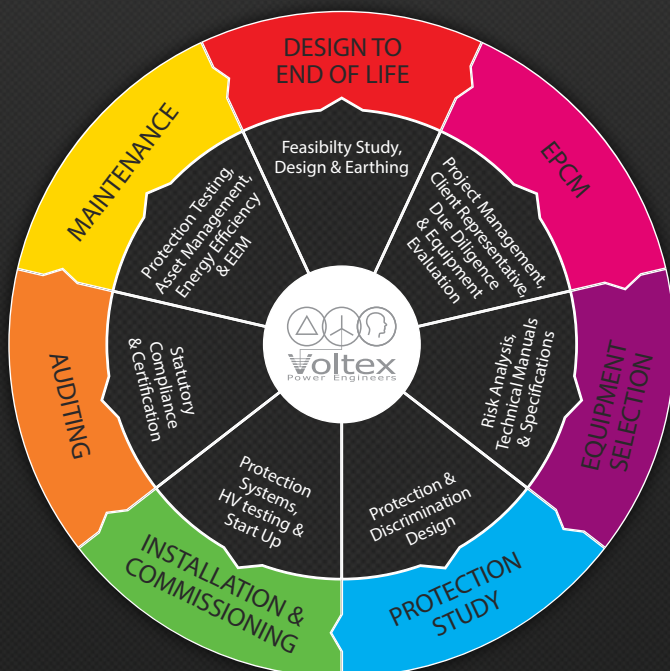 DESIGN TO
END OF LIFE
Feasibilty Study,
Design & Earthing
EPCM
Project Management,
Client Representative,
Due Diligence
& Equipment
Evaluation
EQUIPMENT
SELECTION
Risk Analysis,
Technical Manuals
& Specifications
PROTECTION
STUDY
Protection &
Discrimination
Design
INSTALLATION &
COMMISSIONING
Protection
Systems,
HV testing &
Start Up
AUDITING
Statutory
Compliance
& Certification
MAINTENANCE
Protection Testing,
Asset Management,
Energy Efficiency
& EEM
Voltex
Power Engineers